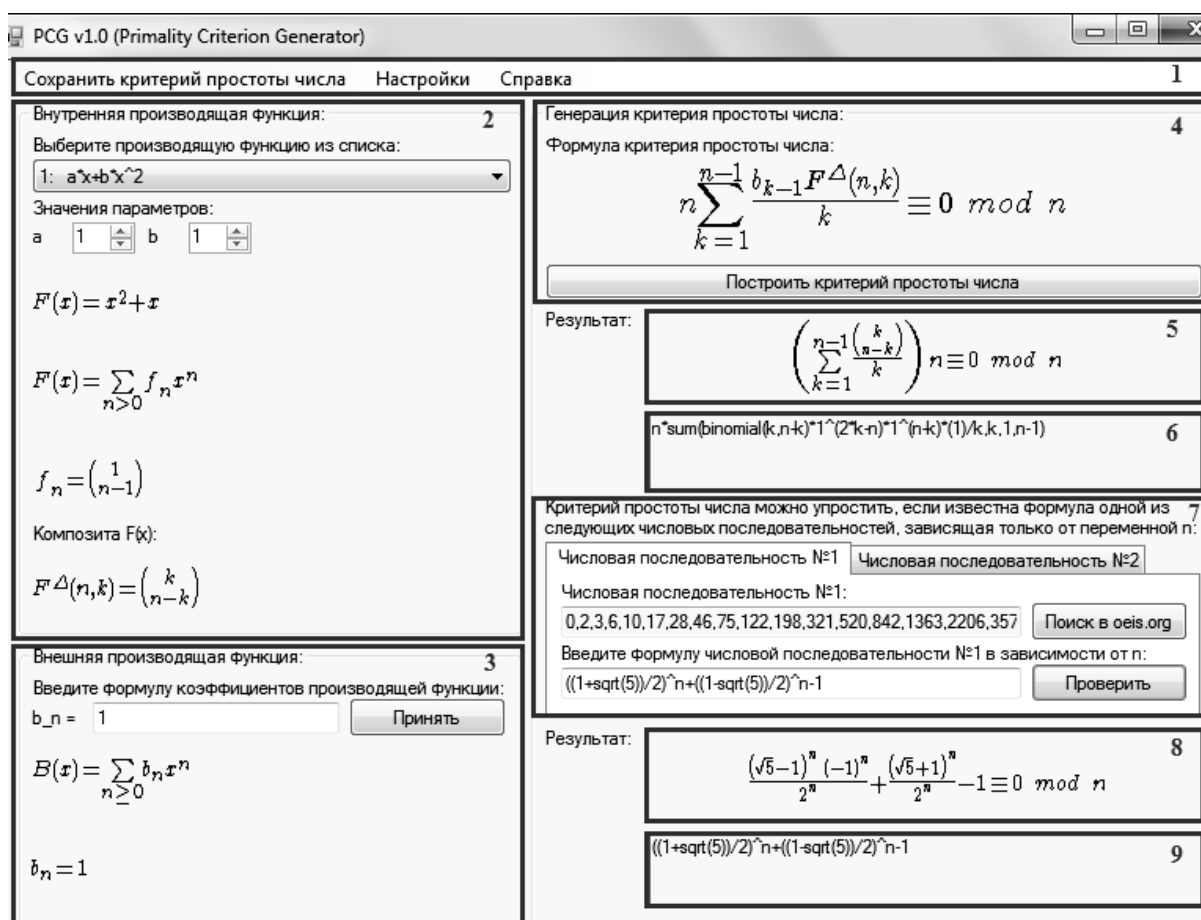 PCG v1.0 (Primality Criterion Generator)
Сохранить критерий простоты числа Настройки Справка 1
Внутренняя производящая функция: 2
Выберите производящую функцию из списка:
1: a*x+b*x^2
Значения параметров:
a 1 b 1
F(x)=x²+x
F(x)=∑_{n>0} f_n xⁿ
f_n=(1 n−1)
Композита F(x):
F^Δ(n,k)=(k n−k)
Внешняя производящая функция: 3
Введите формулу коэффициентов производящей функции:
b_n = 1 Принять
B(x)=∑_{n≥0} b_n xⁿ
b_n=1
Генерация критерия простоты числа: 4
Формула критерия простоты числа:
n∑_{k=1}^{n−1} b_{k−1}F^Δ(n,k)/k ≡ 0 mod n
Построить критерий простоты числа
Результат: 5
(∑_{k=1}^{n−1} (k n−k)/k) n≡0 mod n
n*sum(binomial(k,n-k)*1^(2*k-n)*1^(n-k)*(1)/k,k,1,n-1) 6
Критерий простоты числа можно упростить, если известна формула одной из 7
следующих числовых последовательностей, зависящая только от переменной n:
Числовая последовательность №1 Числовая последовательность №2
Числовая последовательность №1:
0,2,3,6,10,17,28,46,75,122,198,321,520,842,1363,2206,357 Поиск в oeis.org
Введите формулу числовой последовательности №1 в зависимости от n:
((1+sqrt(5))/2)^n+((1-sqrt(5))/2)^n-1 Проверить
Результат: 8
(√5−1)ⁿ (−1)ⁿ/2ⁿ+(√5+1)ⁿ/2ⁿ−1≡0 mod n
((1+sqrt(5))/2)^n+((1-sqrt(5))/2)^n-1 9